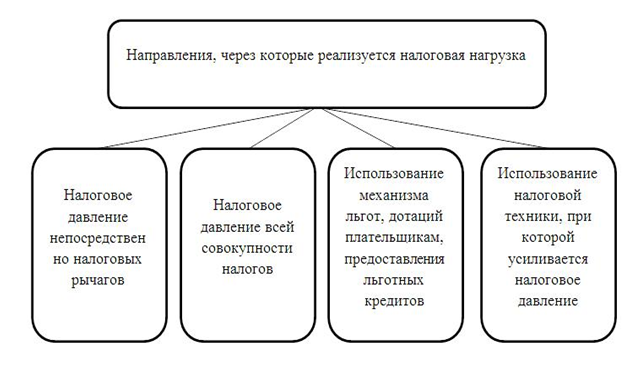 Направления, через которые реализуется налоговая нагрузка
Налоговое
давление
непосредствен
но налоговых
рычагов
Налоговое
давление всей
совокупности
налогов
Использование
механизма
льгот, дотаций
плательщикам,
предоставления
льготных
кредитов
Использование
налоговой
техники, при
которой
усиливается
налоговое
давление